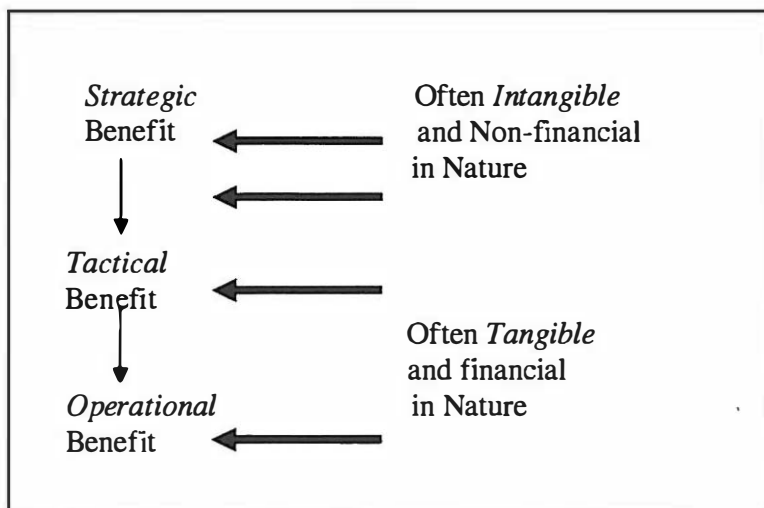 Strategic
Benefit
Often Intangible
and Non-financial
in Nature
Tactical
Benefit
Often Tangible
and financial
in Nature
Operational
Benefit